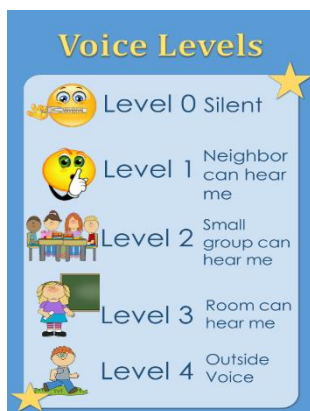 Voice Levels
Level 0 Silent
Level 1 Neighbor
can hear
me
Level 2 Small
group can
hear me
Level 3 Room can
hear me
Level 4 Outside
Voice